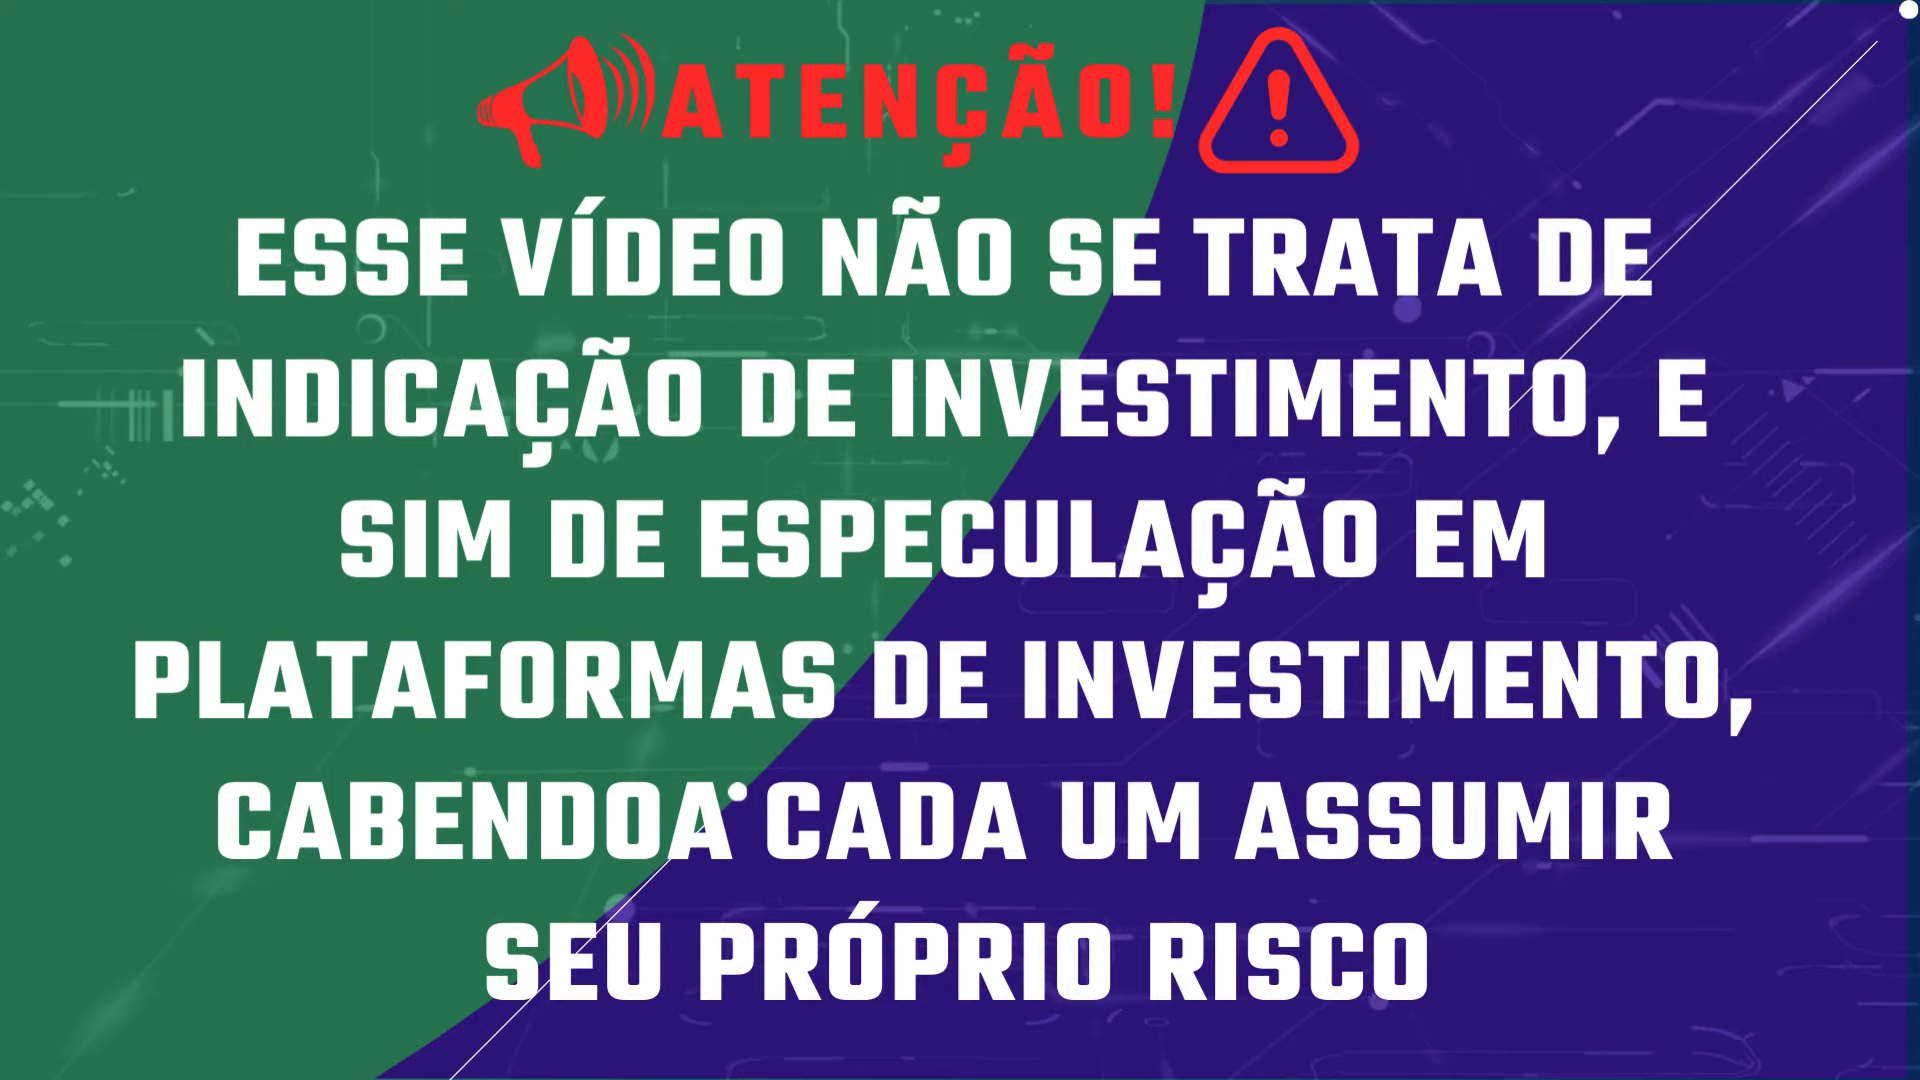 ATENÇÃO!
ESSE VÍDEO NÃO SE TRATA DE
INDICAÇÃO DE INVESTIMENTO, E
SIM DE ESPECULAÇÃO EM
PLATAFORMAS DE INVESTIMENTO,
CABENDOA CADA UM ASSUMIR
SEU PRÓPRIO RISCO